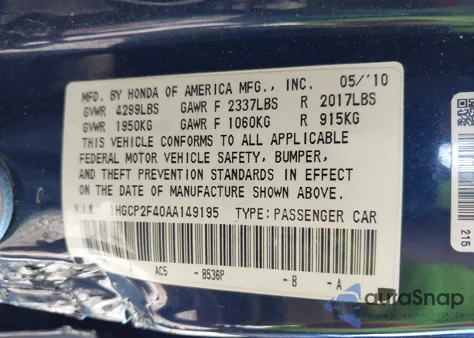 MFD. BY HONDA OF AMERICA MFG., INC. 05/'10
GVWR 4299LBS GAWR F 2337LBS R 2017LBS
GVWR 1950KG GAWR F 1060KG R 915KG
THIS VEHICLE CONFORMS TO ALL APPLICABLE
FEDERAL MOTOR VEHICLE SAFETY, BUMPER,
AND THEFT PREVENTION STANDARDS IN EFFECT
ON THE DATE OF MANUFACTURE SHOWN ABOVE.
V.I.N.: 1HGCP2F40AA149195 TYPE: PASSENGER CAR
AC5 - B536P - B - A
215
auraSnap